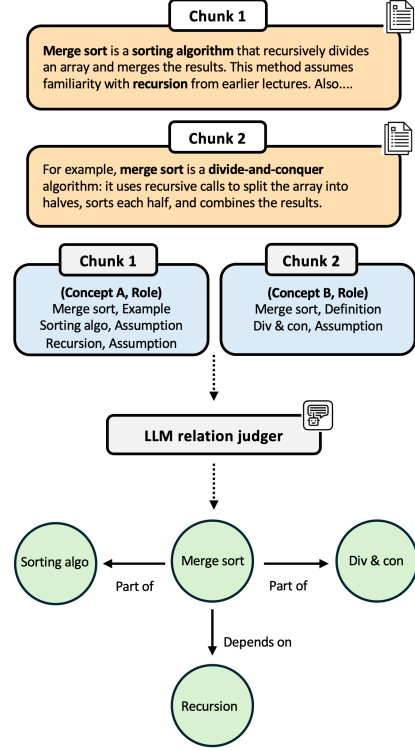 Chunk 1
Merge sort is a sorting algorithm that recursively divides
an array and merges the results. This method assumes
familiarity with recursion from earlier lectures. Also....
Chunk 2
For example, merge sort is a divide-and-conquer
algorithm: it uses recursive calls to split the array into
halves, sorts each half, and combines the results.
Chunk 1
(Concept A, Role)
Merge sort, Example
Sorting algo, Assumption
Recursion, Assumption
Chunk 2
(Concept B, Role)
Merge sort, Definition
Div & con, Assumption
LLM relation judger
Sorting algo
Part of
Merge sort
Part of
Div & con
Depends on
Recursion